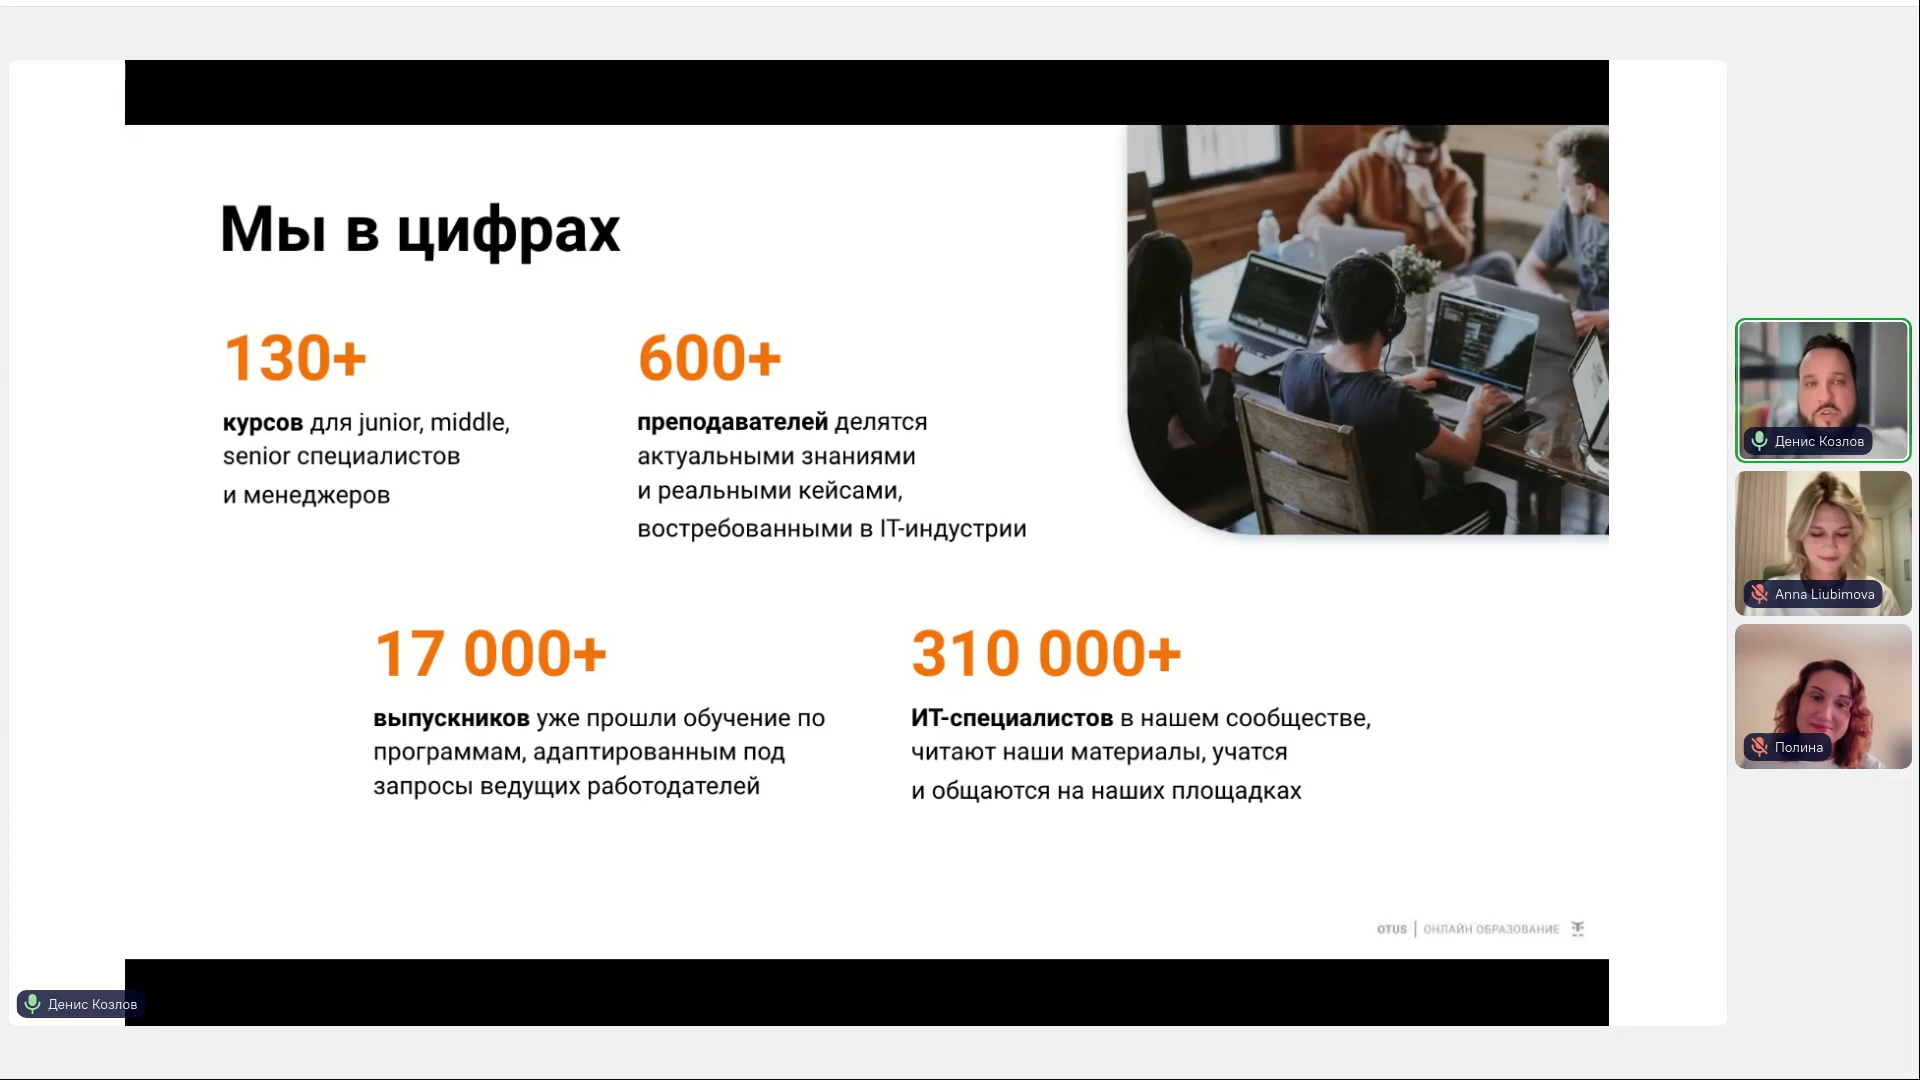 Мы в цифрах
130+
курсов для junior, middle,
senior специалистов
и менеджеров
600+
преподавателей делятся
актуальными знаниями
и реальными кейсами,
востребованными в IT-индустрии
17 000+
выпускников уже прошли обучение по
программам, адаптированным под
запросы ведущих работодателей
310 000+
ИТ-специалистов в нашем сообществе,
читают наши материалы, учатся
и общаются на наших площадках
OTUS | ОНЛАЙН ОБРАЗОВАНИЕ
Денис Козлов
Денис Козлов
Anna Liubimova
Полина